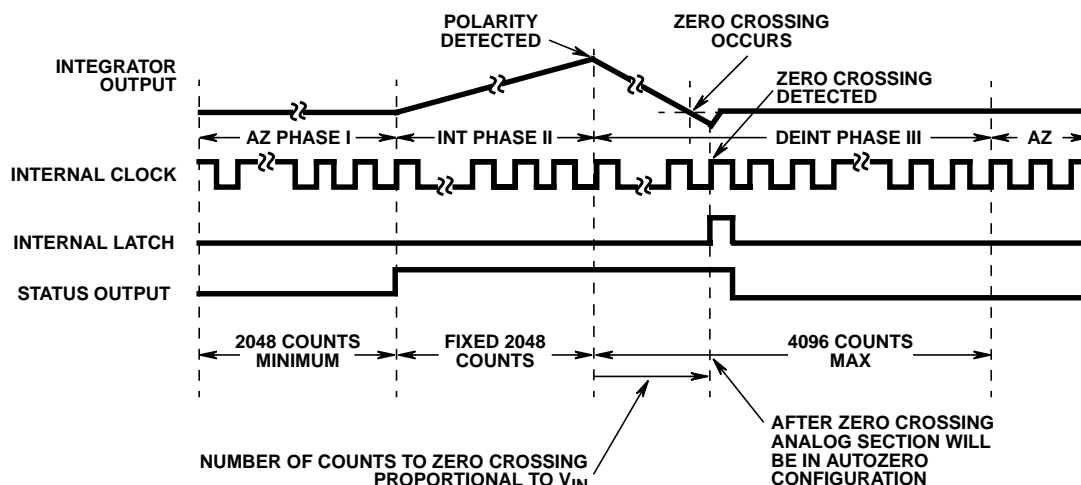 POLARITY
DETECTED
ZERO CROSSING
OCCURS
INTEGRATOR
OUTPUT
ZERO CROSSING
DETECTED
AZ PHASE I
INT PHASE II
DEINT PHASE III
AZ
INTERNAL CLOCK
INTERNAL LATCH
STATUS OUTPUT
2048 COUNTS
MINIMUM
FIXED 2048
COUNTS
4096 COUNTS
MAX
NUMBER OF COUNTS TO ZERO CROSSING
PROPORTIONAL TO VIN
AFTER ZERO CROSSING
ANALOG SECTION WILL
BE IN AUTOZERO
CONFIGURATION